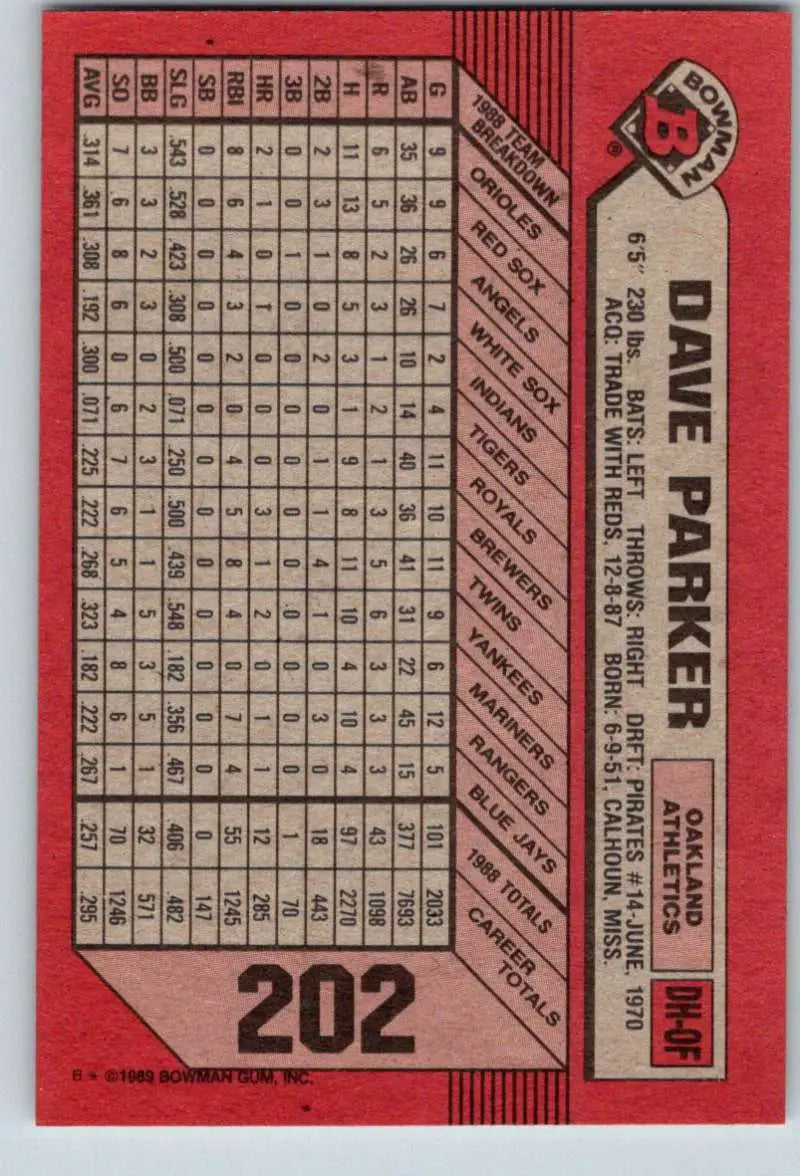 BOWMAN
B
®
DAVE PARKER
OAKLAND
ATHLETICS
DH-OF
6'5" 230 lbs. BATS: LEFT THROWS: RIGHT DRFT: PIRATES #14-JUNE, 1970
ACQ: TRADE WITH REDS, 12-8-87 BORN: 6-9-51, CALHOUN, MISS.
1988 TEAM
BREAKDOWN
ORIOLES
RED SOX
ANGELS
WHITE SOX
INDIANS
TIGERS
ROYALS
BREWERS
TWINS
YANKEES
MARINERS
RANGERS
BLUE JAYS
1988 TOTALS
CAREER
TOTALS
G 9 9 6 7 2 4 11 10 11 9 6 12 5 101 2033
AB 35 36 26 26 10 14 40 36 41 31 22 45 15 377 7693
R 6 5 2 3 1 2 1 3 5 6 3 3 3 43 1098
H 11 13 8 5 3 1 9 8 11 10 4 10 4 97 2270
2B 2 3 0 0 2 0 1 1 4 1 0 3 0 18 443
3B 0 0 1 0 0 0 0 0 0 0 0 0 0 1 70
HR 2 1 0 1 0 0 0 3 1 2 0 1 1 12 285
RBI 8 6 4 3 2 0 4 5 8 4 0 7 4 55 1245
SB 0 0 0 0 0 0 0 0 0 0 0 0 0 0 147
SLG .543 .528 .423 .308 .500 .071 .250 .500 .439 .548 .182 .356 .467 .406 .482
BB 3 3 2 3 0 2 3 1 1 5 3 5 1 32 571
SO 7 6 8 6 0 6 7 6 5 4 8 6 1 70 1246
AVG .314 .361 .308 .192 .300 .071 .225 .222 .268 .323 .182 .222 .267 .257 .295
202
B * ©1989 BOWMAN GUM, INC.